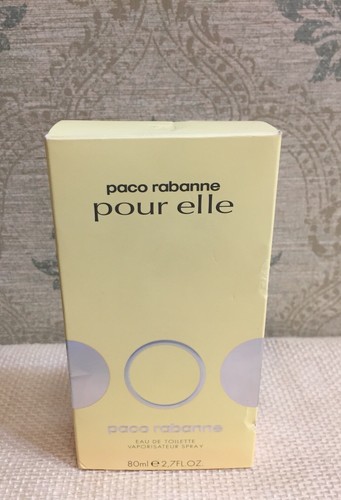 paco rabanne
pour elle
paco rabanne
EAU DE TOILETTE
VAPORISATEUR SPRAY
80ml e 2,7FL.OZ.